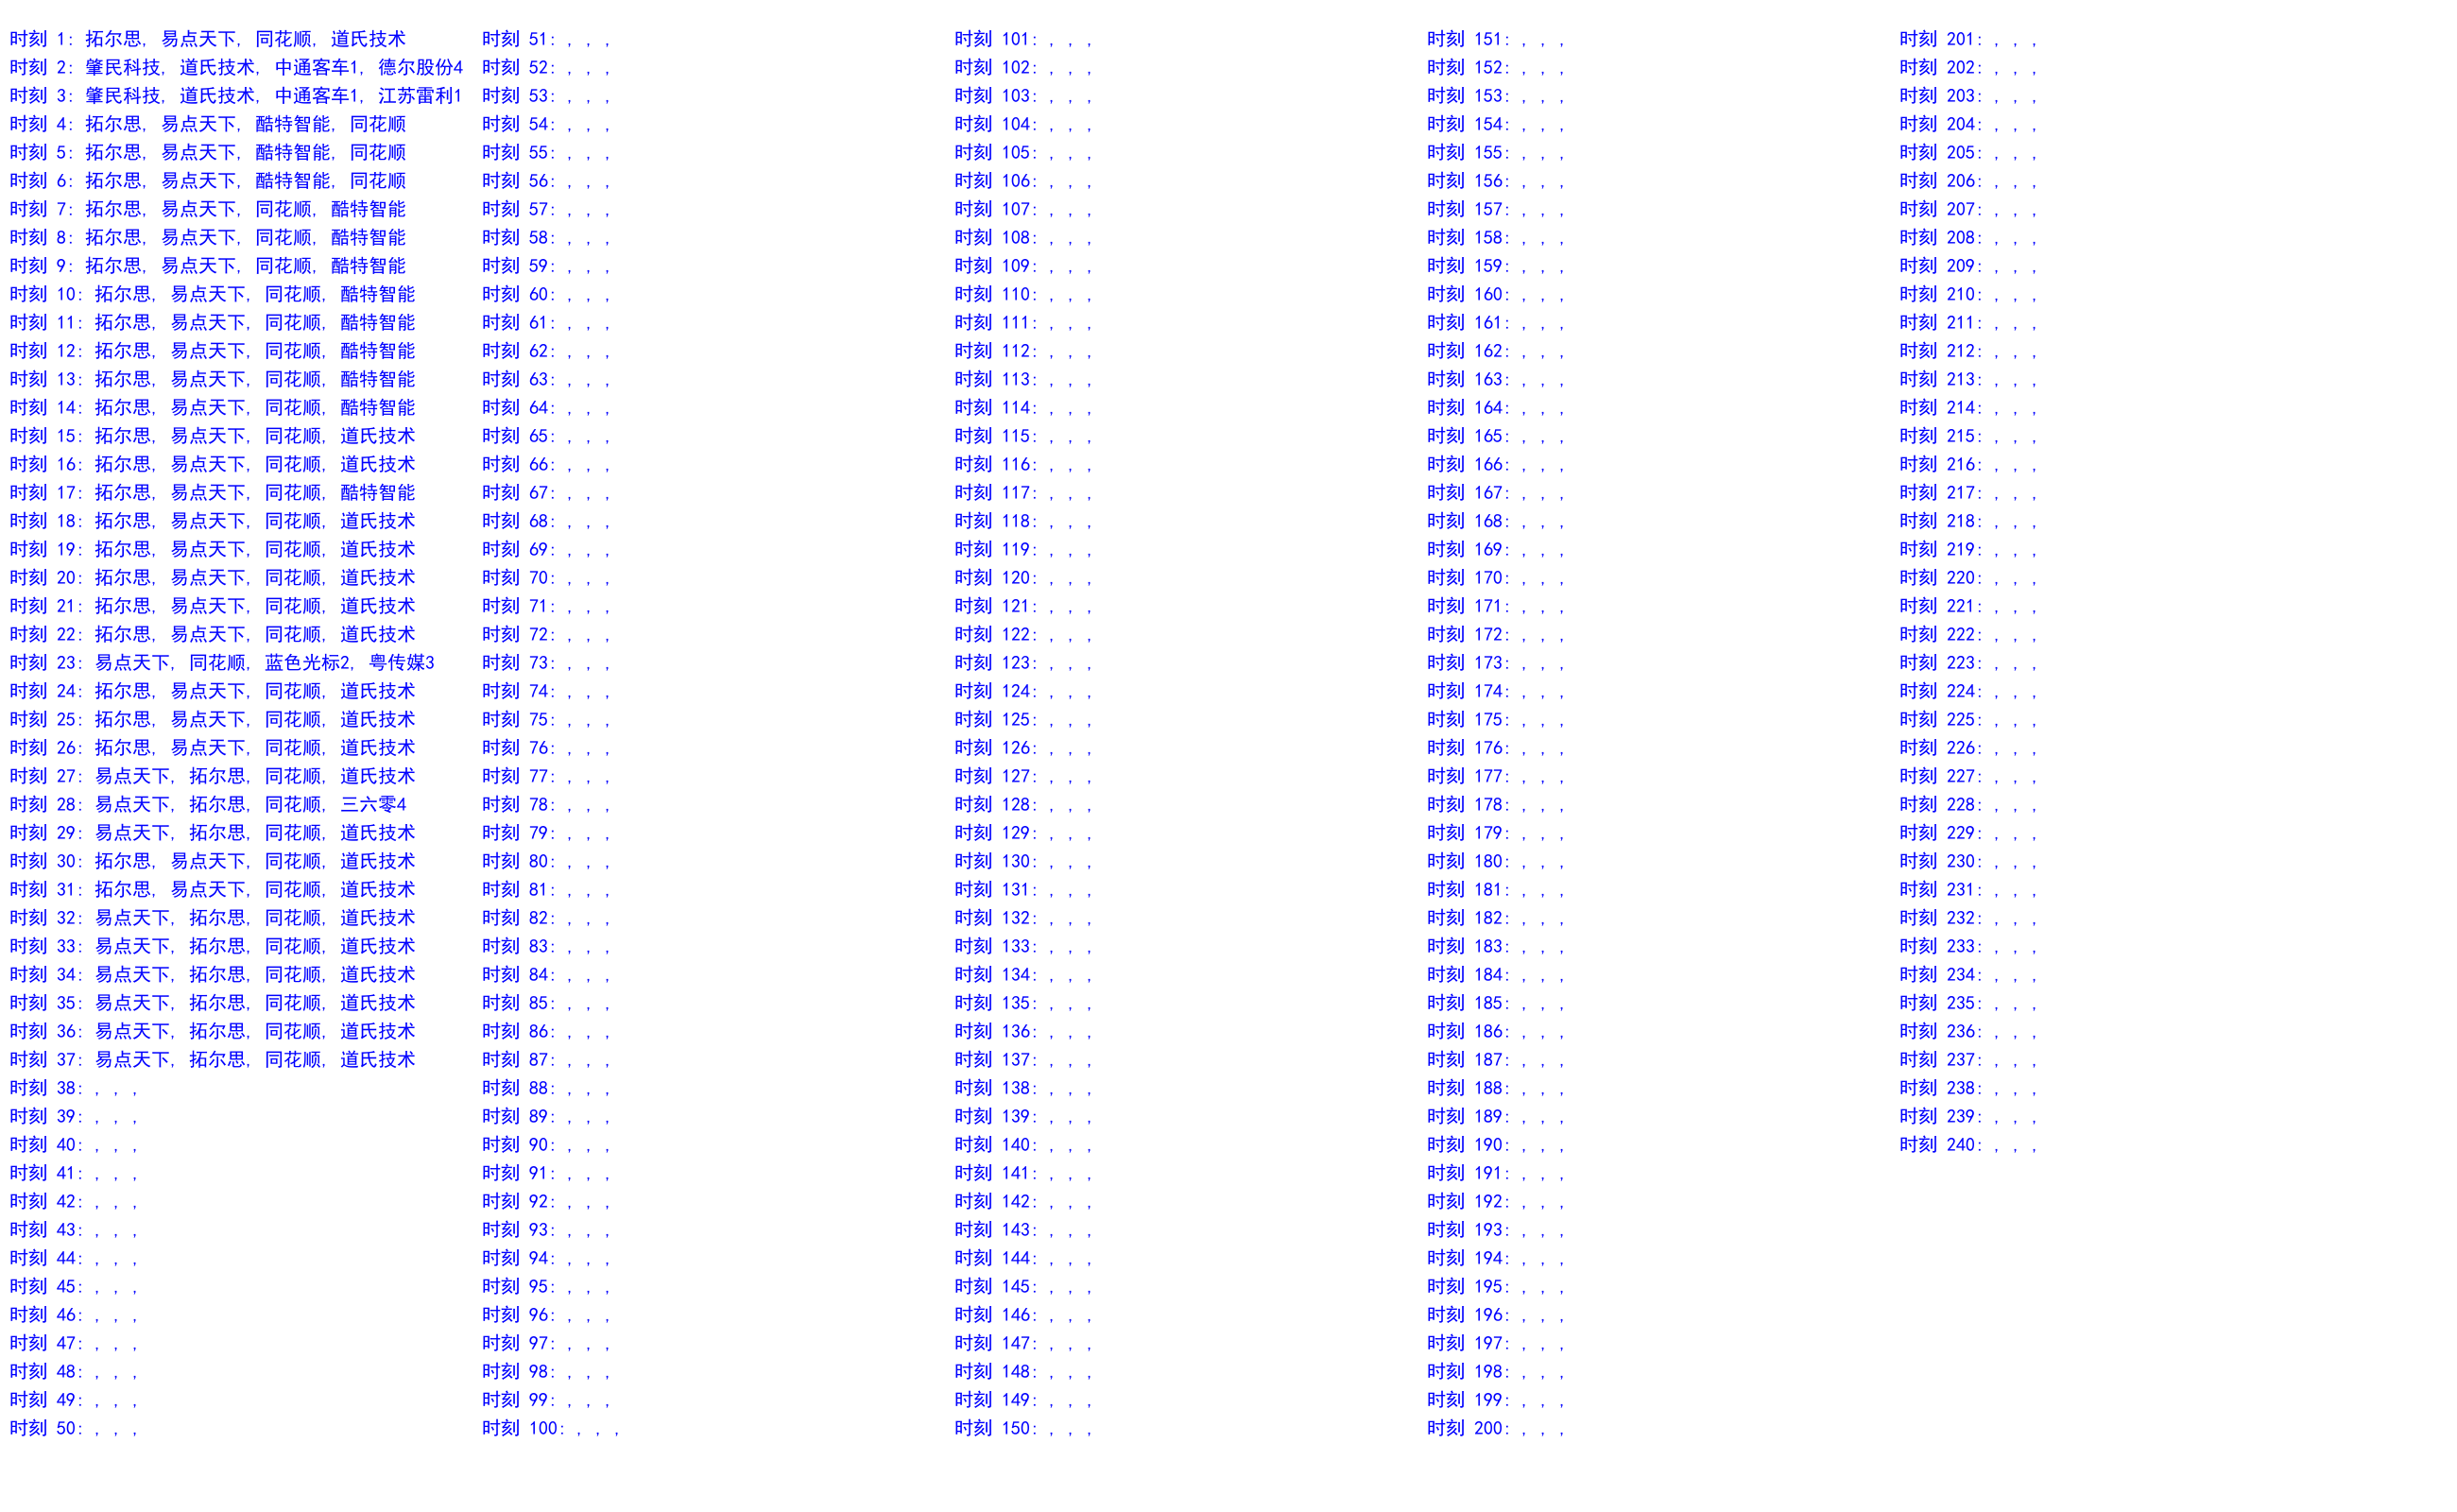 时刻 1: 拓尔思, 易点天下, 同花顺, 道氏技术
时刻 2: 肇民科技, 道氏技术, 中通客车1, 德尔股份4
时刻 3: 肇民科技, 道氏技术, 中通客车1, 江苏雷利1
时刻 4: 拓尔思, 易点天下, 酷特智能, 同花顺
时刻 5: 拓尔思, 易点天下, 酷特智能, 同花顺
时刻 6: 拓尔思, 易点天下, 酷特智能, 同花顺
时刻 7: 拓尔思, 易点天下, 同花顺, 酷特智能
时刻 8: 拓尔思, 易点天下, 同花顺, 酷特智能
时刻 9: 拓尔思, 易点天下, 同花顺, 酷特智能
时刻 10: 拓尔思, 易点天下, 同花顺, 酷特智能
时刻 11: 拓尔思, 易点天下, 同花顺, 酷特智能
时刻 12: 拓尔思, 易点天下, 同花顺, 酷特智能
时刻 13: 拓尔思, 易点天下, 同花顺, 酷特智能
时刻 14: 拓尔思, 易点天下, 同花顺, 酷特智能
时刻 15: 拓尔思, 易点天下, 同花顺, 道氏技术
时刻 16: 拓尔思, 易点天下, 同花顺, 道氏技术
时刻 17: 拓尔思, 易点天下, 同花顺, 酷特智能
时刻 18: 拓尔思, 易点天下, 同花顺, 道氏技术
时刻 19: 拓尔思, 易点天下, 同花顺, 道氏技术
时刻 20: 拓尔思, 易点天下, 同花顺, 道氏技术
时刻 21: 拓尔思, 易点天下, 同花顺, 道氏技术
时刻 22: 拓尔思, 易点天下, 同花顺, 道氏技术
时刻 23: 易点天下, 同花顺, 蓝色光标2, 粤传媒3
时刻 24: 拓尔思, 易点天下, 同花顺, 道氏技术
时刻 25: 拓尔思, 易点天下, 同花顺, 道氏技术
时刻 26: 拓尔思, 易点天下, 同花顺, 道氏技术
时刻 27: 易点天下, 拓尔思, 同花顺, 道氏技术
时刻 28: 易点天下, 拓尔思, 同花顺, 三六零4
时刻 29: 易点天下, 拓尔思, 同花顺, 道氏技术
时刻 30: 拓尔思, 易点天下, 同花顺, 道氏技术
时刻 31: 拓尔思, 易点天下, 同花顺, 道氏技术
时刻 32: 易点天下, 拓尔思, 同花顺, 道氏技术
时刻 33: 易点天下, 拓尔思, 同花顺, 道氏技术
时刻 34: 易点天下, 拓尔思, 同花顺, 道氏技术
时刻 35: 易点天下, 拓尔思, 同花顺, 道氏技术
时刻 36: 易点天下, 拓尔思, 同花顺, 道氏技术
时刻 37: 易点天下, 拓尔思, 同花顺, 道氏技术
时刻 38: , , ,
时刻 39: , , ,
时刻 40: , , ,
时刻 41: , , ,
时刻 42: , , ,
时刻 43: , , ,
时刻 44: , , ,
时刻 45: , , ,
时刻 46: , , ,
时刻 47: , , ,
时刻 48: , , ,
时刻 49: , , ,
时刻 50: , , ,
时刻 51: , , ,
时刻 52: , , ,
时刻 53: , , ,
时刻 54: , , ,
时刻 55: , , ,
时刻 56: , , ,
时刻 57: , , ,
时刻 58: , , ,
时刻 59: , , ,
时刻 60: , , ,
时刻 61: , , ,
时刻 62: , , ,
时刻 63: , , ,
时刻 64: , , ,
时刻 65: , , ,
时刻 66: , , ,
时刻 67: , , ,
时刻 68: , , ,
时刻 69: , , ,
时刻 70: , , ,
时刻 71: , , ,
时刻 72: , , ,
时刻 73: , , ,
时刻 74: , , ,
时刻 75: , , ,
时刻 76: , , ,
时刻 77: , , ,
时刻 78: , , ,
时刻 79: , , ,
时刻 80: , , ,
时刻 81: , , ,
时刻 82: , , ,
时刻 83: , , ,
时刻 84: , , ,
时刻 85: , , ,
时刻 86: , , ,
时刻 87: , , ,
时刻 88: , , ,
时刻 89: , , ,
时刻 90: , , ,
时刻 91: , , ,
时刻 92: , , ,
时刻 93: , , ,
时刻 94: , , ,
时刻 95: , , ,
时刻 96: , , ,
时刻 97: , , ,
时刻 98: , , ,
时刻 99: , , ,
时刻 100: , , ,
时刻 101: , , ,
时刻 102: , , ,
时刻 103: , , ,
时刻 104: , , ,
时刻 105: , , ,
时刻 106: , , ,
时刻 107: , , ,
时刻 108: , , ,
时刻 109: , , ,
时刻 110: , , ,
时刻 111: , , ,
时刻 112: , , ,
时刻 113: , , ,
时刻 114: , , ,
时刻 115: , , ,
时刻 116: , , ,
时刻 117: , , ,
时刻 118: , , ,
时刻 119: , , ,
时刻 120: , , ,
时刻 121: , , ,
时刻 122: , , ,
时刻 123: , , ,
时刻 124: , , ,
时刻 125: , , ,
时刻 126: , , ,
时刻 127: , , ,
时刻 128: , , ,
时刻 129: , , ,
时刻 130: , , ,
时刻 131: , , ,
时刻 132: , , ,
时刻 133: , , ,
时刻 134: , , ,
时刻 135: , , ,
时刻 136: , , ,
时刻 137: , , ,
时刻 138: , , ,
时刻 139: , , ,
时刻 140: , , ,
时刻 141: , , ,
时刻 142: , , ,
时刻 143: , , ,
时刻 144: , , ,
时刻 145: , , ,
时刻 146: , , ,
时刻 147: , , ,
时刻 148: , , ,
时刻 149: , , ,
时刻 150: , , ,
时刻 151: , , ,
时刻 152: , , ,
时刻 153: , , ,
时刻 154: , , ,
时刻 155: , , ,
时刻 156: , , ,
时刻 157: , , ,
时刻 158: , , ,
时刻 159: , , ,
时刻 160: , , ,
时刻 161: , , ,
时刻 162: , , ,
时刻 163: , , ,
时刻 164: , , ,
时刻 165: , , ,
时刻 166: , , ,
时刻 167: , , ,
时刻 168: , , ,
时刻 169: , , ,
时刻 170: , , ,
时刻 171: , , ,
时刻 172: , , ,
时刻 173: , , ,
时刻 174: , , ,
时刻 175: , , ,
时刻 176: , , ,
时刻 177: , , ,
时刻 178: , , ,
时刻 179: , , ,
时刻 180: , , ,
时刻 181: , , ,
时刻 182: , , ,
时刻 183: , , ,
时刻 184: , , ,
时刻 185: , , ,
时刻 186: , , ,
时刻 187: , , ,
时刻 188: , , ,
时刻 189: , , ,
时刻 190: , , ,
时刻 191: , , ,
时刻 192: , , ,
时刻 193: , , ,
时刻 194: , , ,
时刻 195: , , ,
时刻 196: , , ,
时刻 197: , , ,
时刻 198: , , ,
时刻 199: , , ,
时刻 200: , , ,
时刻 201: , , ,
时刻 202: , , ,
时刻 203: , , ,
时刻 204: , , ,
时刻 205: , , ,
时刻 206: , , ,
时刻 207: , , ,
时刻 208: , , ,
时刻 209: , , ,
时刻 210: , , ,
时刻 211: , , ,
时刻 212: , , ,
时刻 213: , , ,
时刻 214: , , ,
时刻 215: , , ,
时刻 216: , , ,
时刻 217: , , ,
时刻 218: , , ,
时刻 219: , , ,
时刻 220: , , ,
时刻 221: , , ,
时刻 222: , , ,
时刻 223: , , ,
时刻 224: , , ,
时刻 225: , , ,
时刻 226: , , ,
时刻 227: , , ,
时刻 228: , , ,
时刻 229: , , ,
时刻 230: , , ,
时刻 231: , , ,
时刻 232: , , ,
时刻 233: , , ,
时刻 234: , , ,
时刻 235: , , ,
时刻 236: , , ,
时刻 237: , , ,
时刻 238: , , ,
时刻 239: , , ,
时刻 240: , , ,